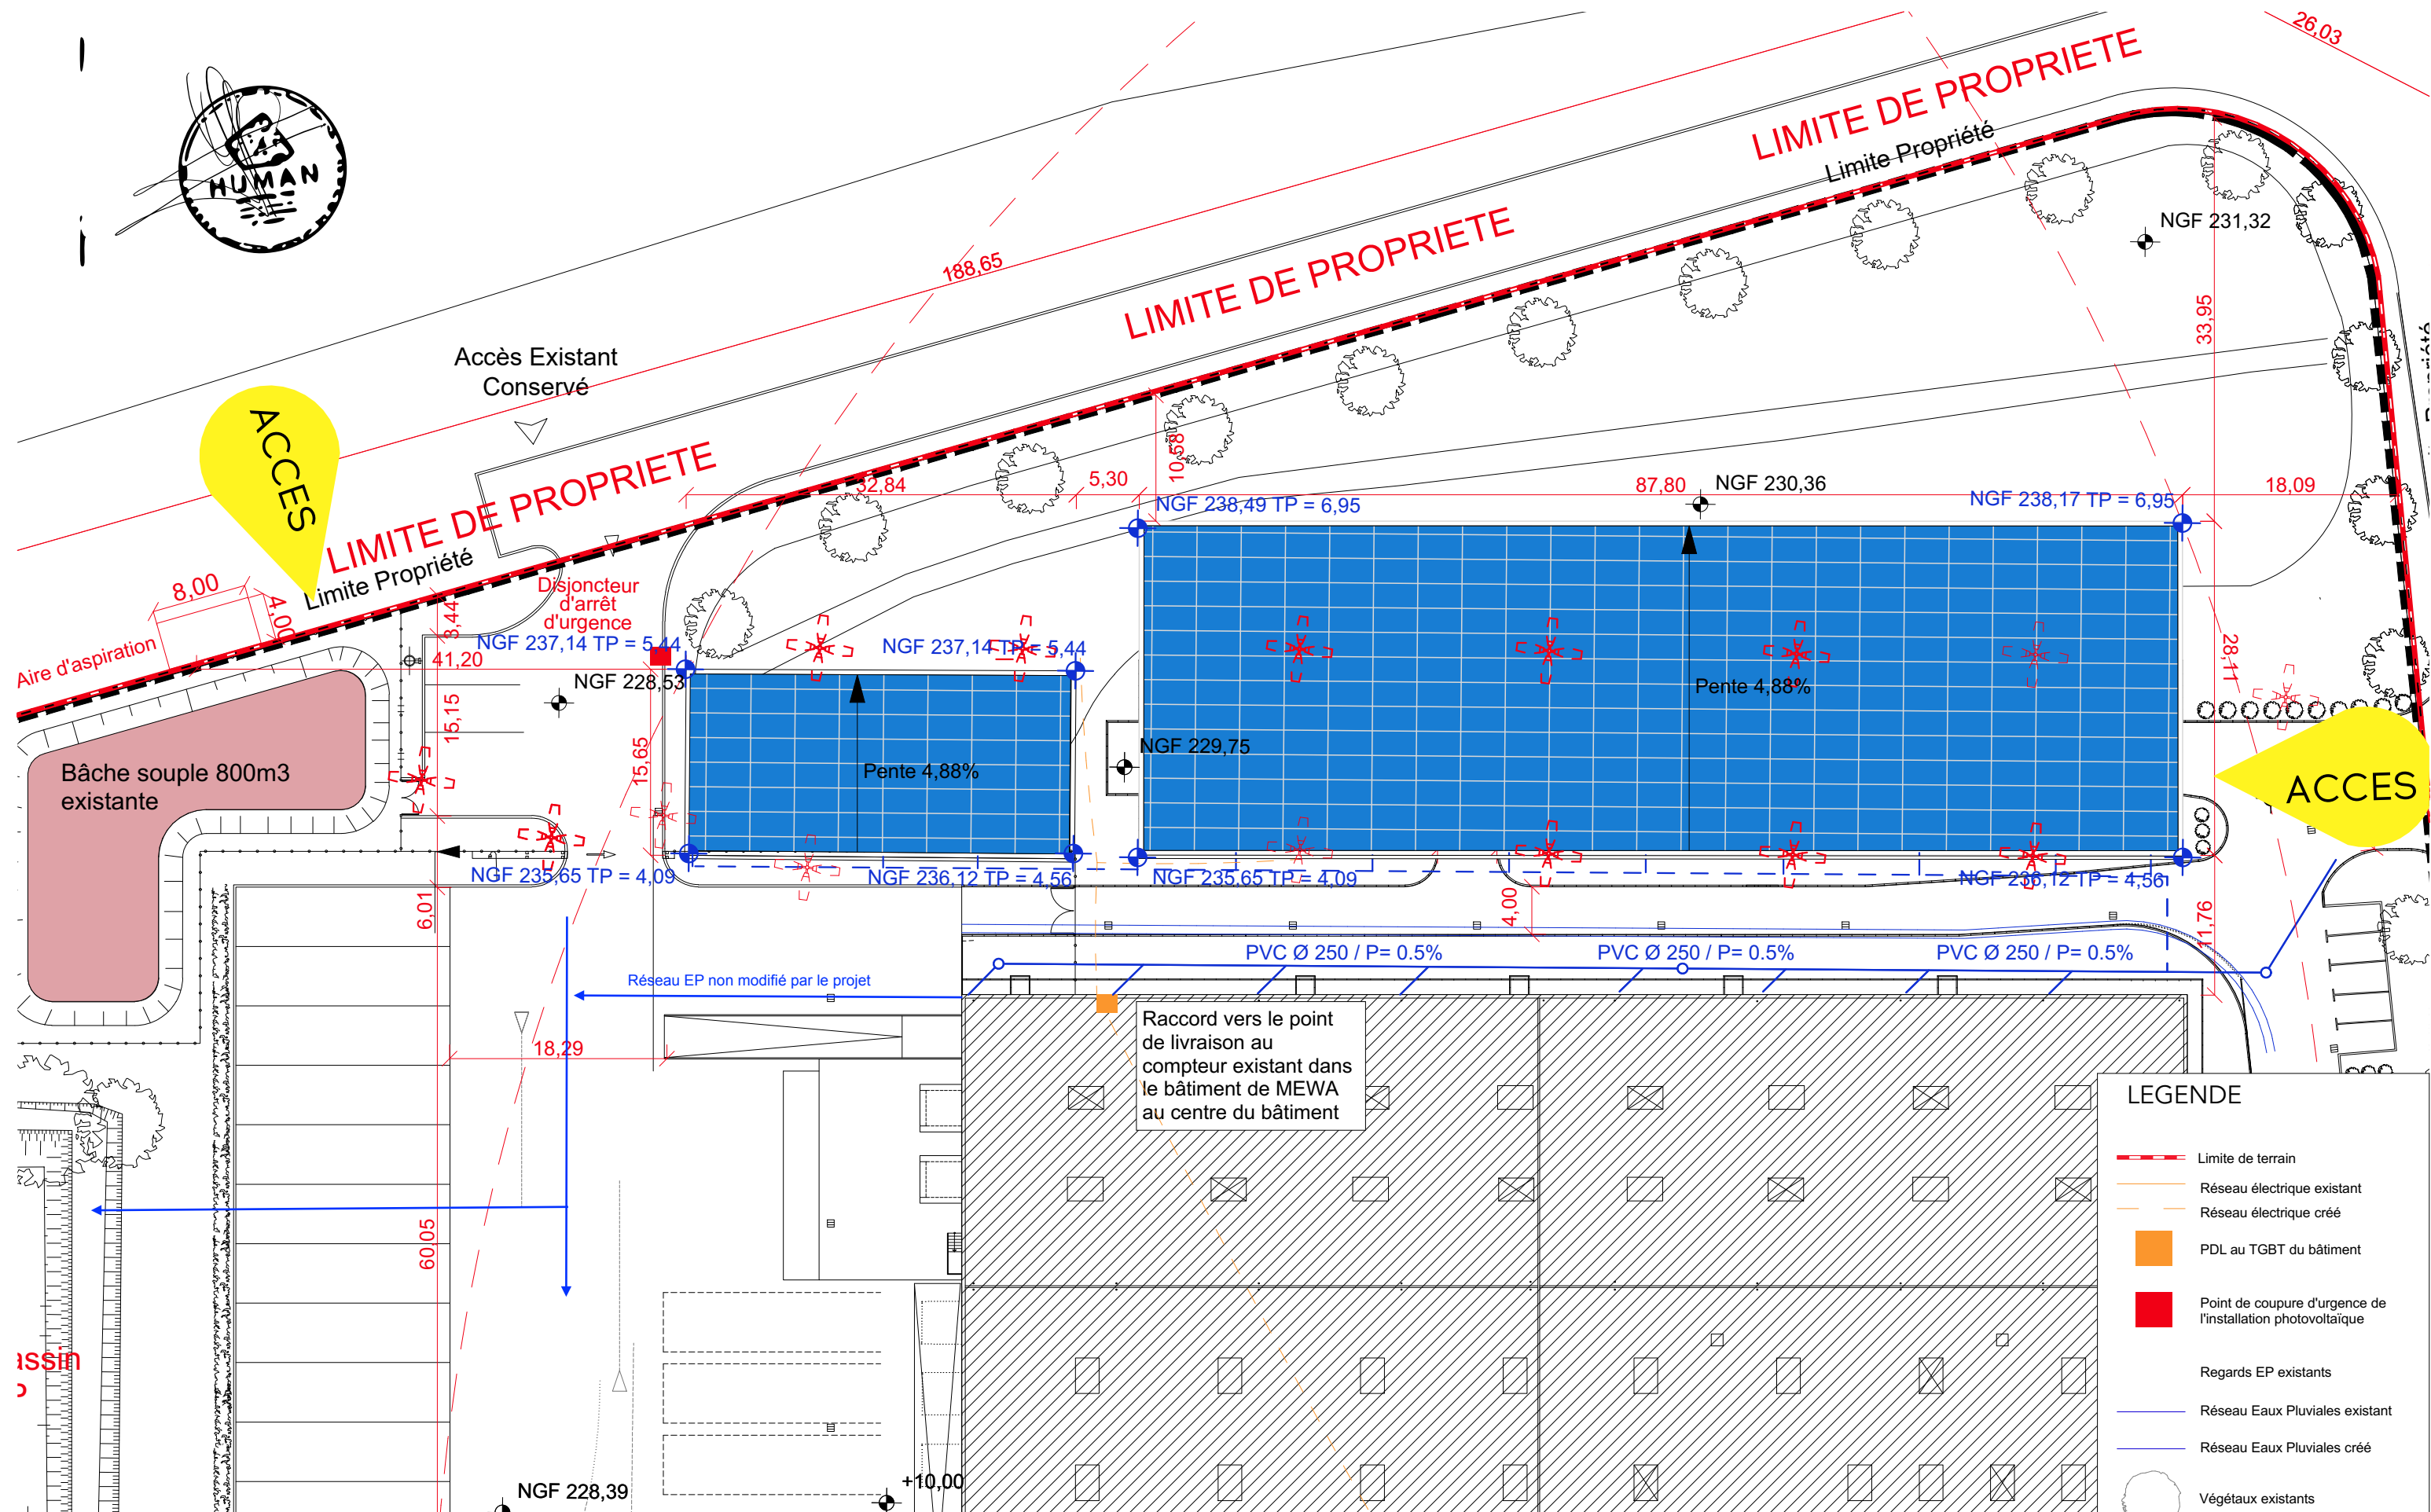 26,03
HUMAN
LIMITE DE PROPRIETE
Limite Propriété
NGF 231,32
188,65
LIMITE DE PROPRIETE
33,95
Accès Existant
Conservé
ACCES
LIMITE DE PROPRIETE
Limite Propriété
10,58
32,84
5,30
87,80
NGF 230,36
18,09
NGF 238,49 TP = 6,95
NGF 238,17 TP = 6,95
8,00
4,00
3,44
Disjoncteur
d'arrêt
d'urgence
NGF 237,14 TP = 5,44
NGF 237,14 TP = 5,44
Aire d'aspiration
41,20
NGF 228,53
28,11
Pente 4,88%
15,15
15,65
NGF 229,75
Pente 4,88%
Bâche souple 800m3
existante
ACCES
NGF 235,65 TP = 4,09
NGF 236,12 TP = 4,56
NGF 235,65 TP = 4,09
NGF 236,12 TP = 4,56
6,01
4,00
11,76
PVC Ø 250 / P= 0.5%
PVC Ø 250 / P= 0.5%
PVC Ø 250 / P= 0.5%
Réseau EP non modifié par le projet
18,29
Raccord vers le point
de livraison au
compteur existant dans
le bâtiment de MEWA
au centre du bâtiment
60,05
LEGENDE
Limite de terrain
Réseau électrique existant
Réseau électrique créé
PDL au TGBT du bâtiment
Point de coupure d'urgence de
l'installation photovoltaïque
Regards EP existants
Réseau Eaux Pluviales existant
Réseau Eaux Pluviales créé
Végétaux existants
assin
NGF 228,39
+10,00